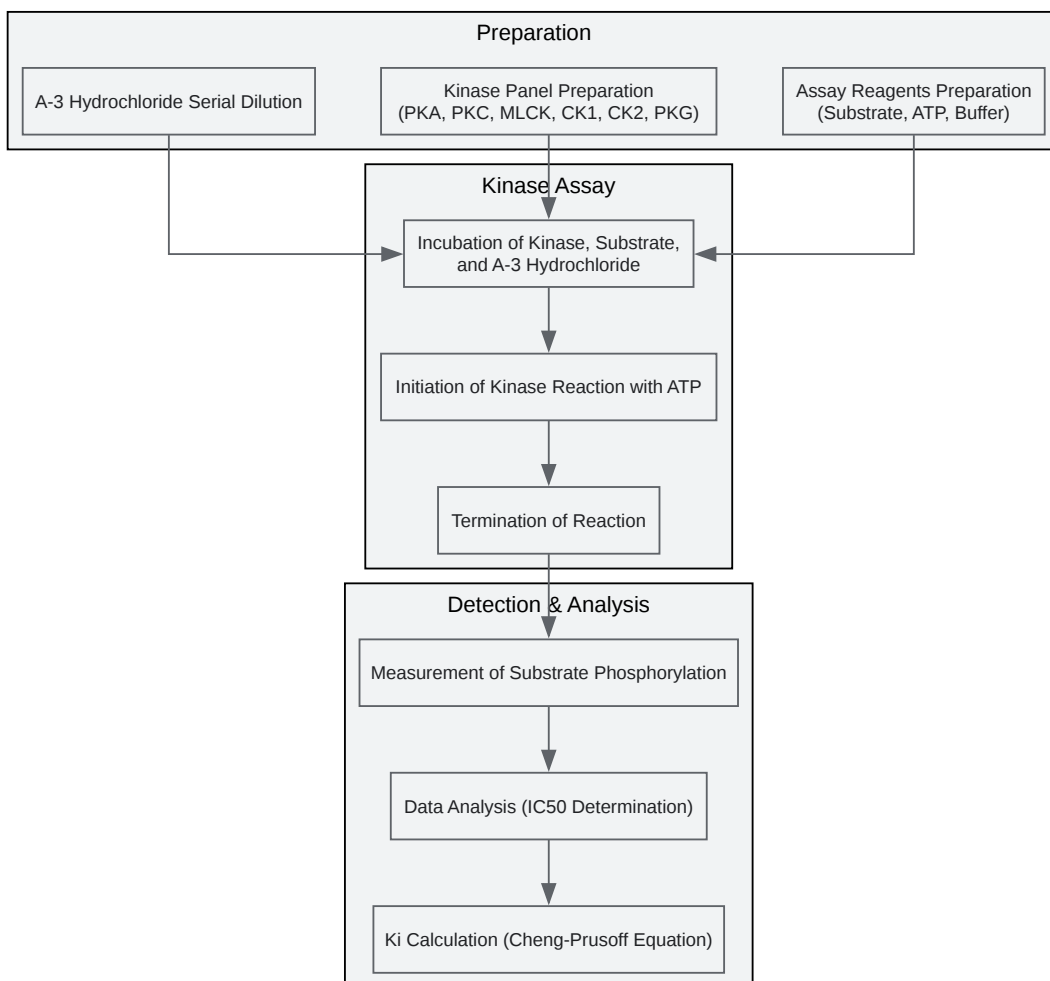 Preparation
A-3 Hydrochloride Serial Dilution
Kinase Panel Preparation
(PKA, PKC, MLCK, CK1, CK2, PKG)
Assay Reagents Preparation
(Substrate, ATP, Buffer)
Kinase Assay
Incubation of Kinase, Substrate,
and A-3 Hydrochloride
Initiation of Kinase Reaction with ATP
Termination of Reaction
Detection & Analysis
Measurement of Substrate Phosphorylation
Data Analysis (IC50 Determination)
Ki Calculation (Cheng-Prusoff Equation)